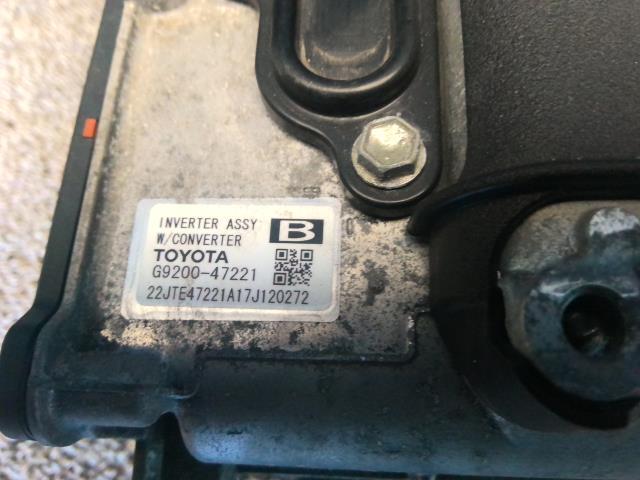 INVERTER ASSY
W/CONVERTER
B
TOYOTA
G9200-47221
22JTE47221A17J120272